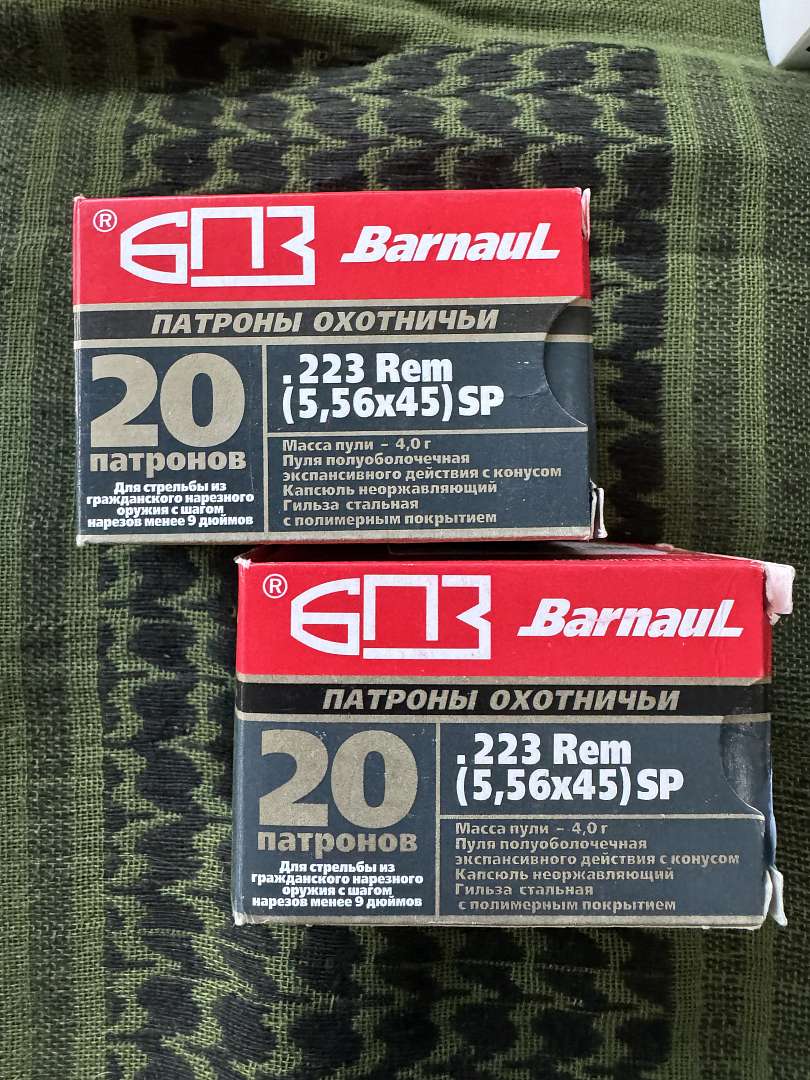 ® БПЗ Barnaul
ПАТРОНЫ ОХОТНИЧЬИ
20
патронов
Для стрельбы из
гражданского нарезного
оружия с шагом
нарезов менее 9 дюймов
.223 Rem
(5,56x45) SP
Масса пули – 4,0 г
Пуля полуоболочечная
экспансивного действия с конусом
Капсюль неоржавляющий
Гильза стальная
с полимерным покрытием
® БПЗ Barnaul
ПАТРОНЫ ОХОТНИЧЬИ
20
патронов
Для стрельбы из
гражданского нарезного
оружия с шагом
нарезов менее 9 дюймов
.223 Rem
(5,56x45) SP
Масса пули – 4,0 г
Пуля полуоболочечная
экспансивного действия с конусом
Капсюль неоржавляющий
Гильза стальная
с полимерным покрытием